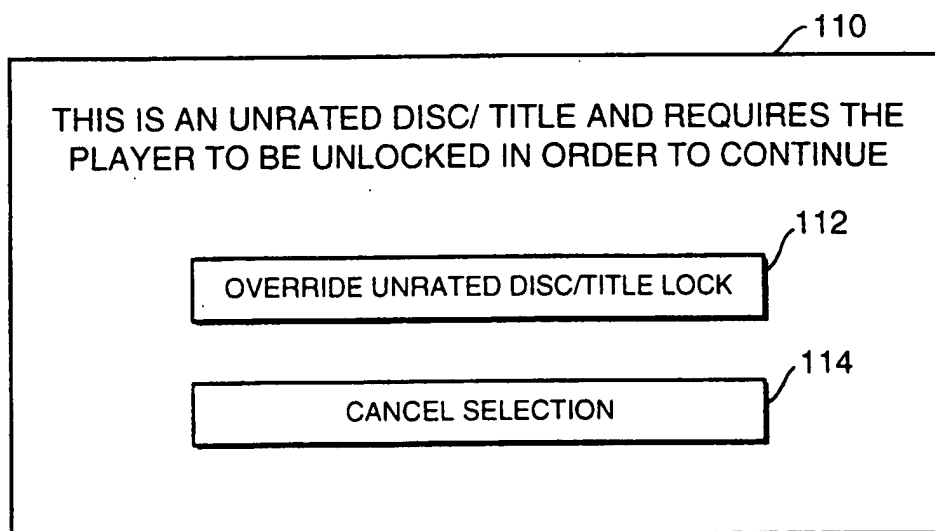 110
THIS IS AN UNRATED DISC/ TITLE AND REQUIRES THE
PLAYER TO BE UNLOCKED IN ORDER TO CONTINUE
112
OVERRIDE UNRATED DISC/TITLE LOCK
114
CANCEL SELECTION